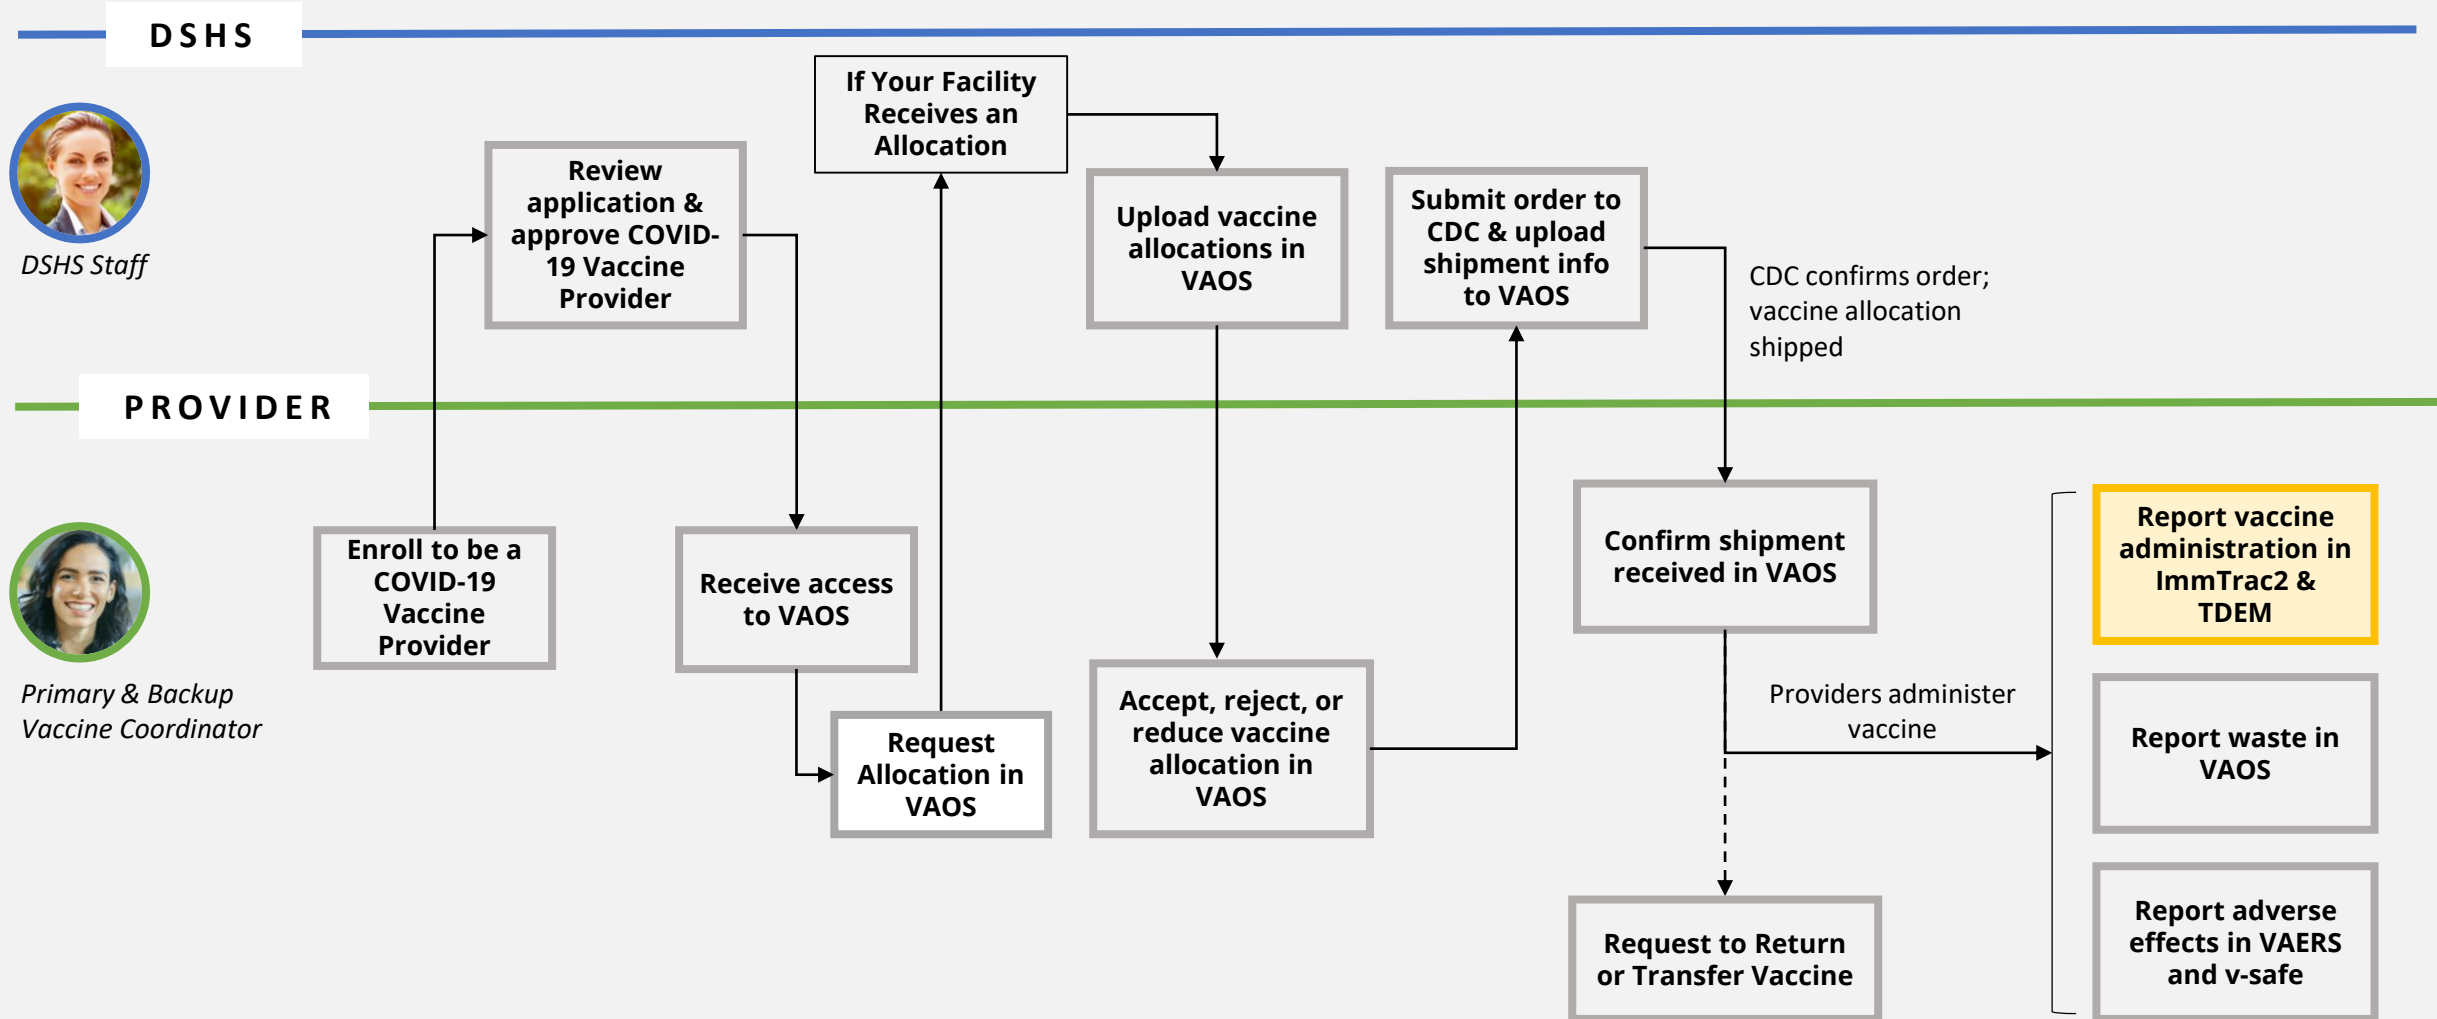 DSHS
DSHS Staff
If Your Facility
Receives an
Allocation
Review
application &
approve COVID-
19 Vaccine
Provider
Upload vaccine
allocations in
VAOS
Submit order to
CDC & upload
shipment info
to VAOS
CDC confirms order;
vaccine allocation
shipped
PROVIDER
Primary & Backup
Vaccine Coordinator
Enroll to be a
COVID-19
Vaccine
Provider
Receive access
to VAOS
Request
Allocation in
VAOS
Accept, reject, or
reduce vaccine
allocation in
VAOS
Confirm shipment
received in VAOS
Providers administer
vaccine
Request to Return
or Transfer Vaccine
Report vaccine
administration in
ImmTrac2 &
TDEM
Report waste in
VAOS
Report adverse
effects in VAERS
and v-safe